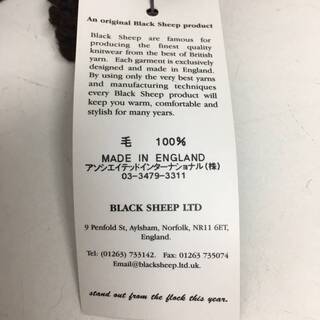 An original Black Sheep product
Black Sheep are famous for
producing the finest quality
knitwear from the best of British
yarn. Each garment is exclusively
designed and made in England.
By using only the very best yarns
and manufacturing techniques
every Black Sheep product will
keep you warm, comfortable and
stylish for many years.
毛 100%
MADE IN ENGLAND
アソシエイテッドインターナショナル(株)
03-3479-3311
BLACK SHEEP LTD
9 Penfold St, Aylsham, Norfolk, NR11 6ET,
England.
Tel: (01263) 733142. Fax: 01263 735074
Email@blacksheep.ltd.uk.
stand out from the flock this year.